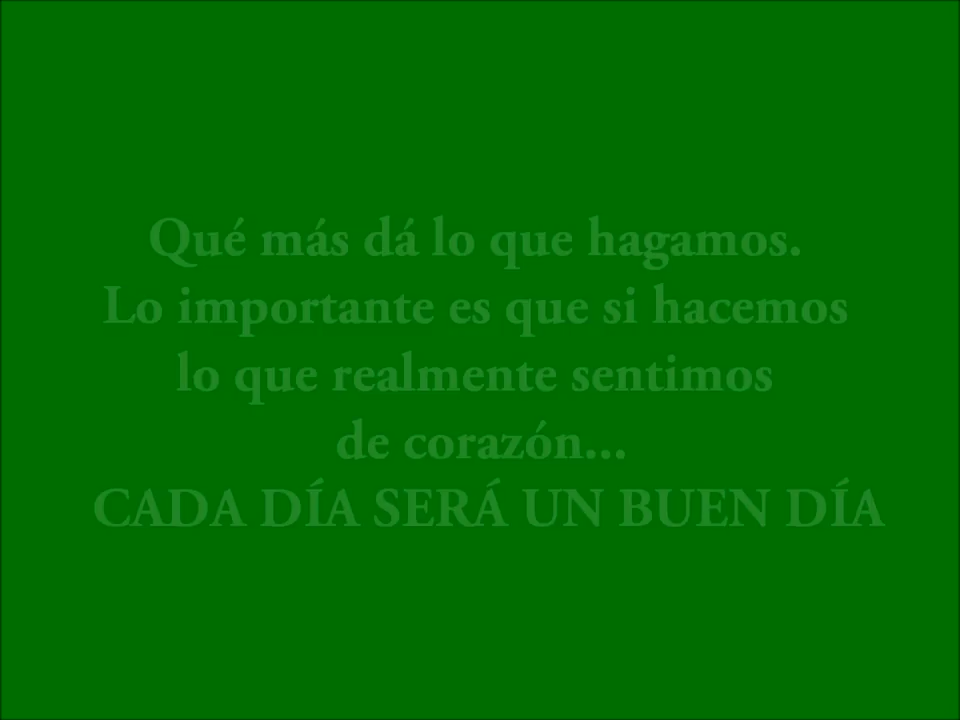 Qué más dá lo que hagamos.
Lo importante es que si hacemos
lo que realmente sentimos
de corazón...
CADA DÍA SERÁ UN BUEN DÍA